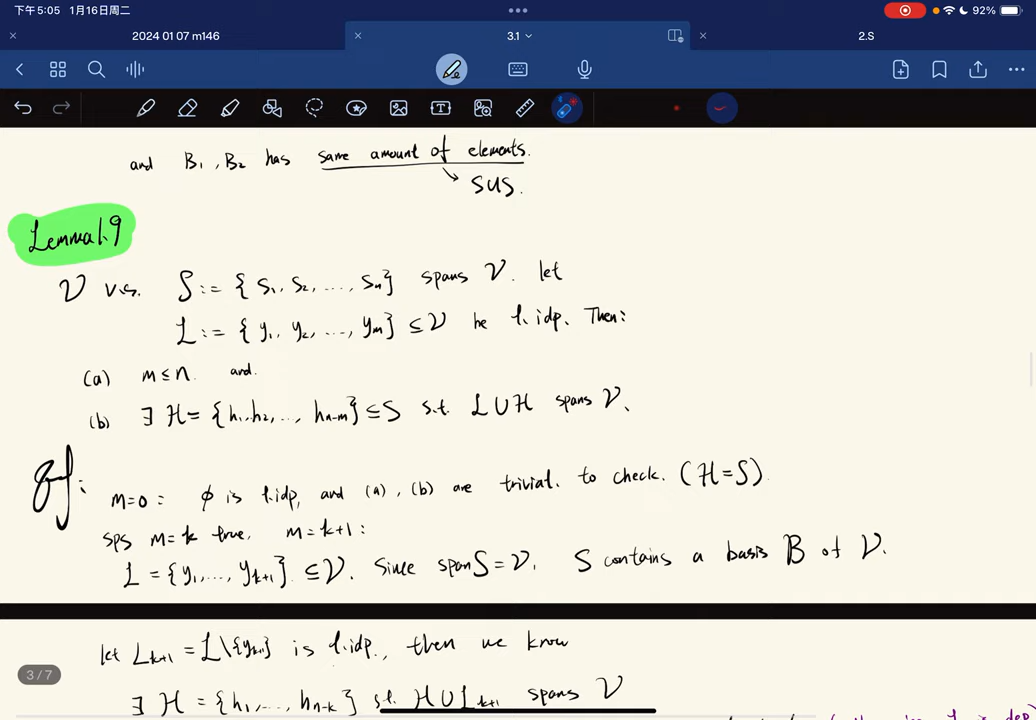 下午5:05 1月16日周二
92%
2024 01 07 m146
3.1
2.S
and B₁, B₂ has same amount of elements.
SUS.
Lemma 1.9
V v.s. S := { s₁, s₂, ..., sₙ} spans V. let
L := { y₁, y₂, ..., yₘ} ⊆ V be l.idp. Then:
(a) m ≤ n. and.
(b) ∃ H = {h₁, h₂, ..., hₙ₋ₘ} ⊆ S s.t. L ∪ H spans V.
pf:
m=0: ∅ is l.idp, and (a), (b) are trivial. to check. (H=S)
sps m=k true, m=k+1:
L = {y₁, ..., yₖ₊₁} ⊆ V. Since span S = V. S contains a basis B of V.
let Lₖ₊₁ = L\{yₖ₊₁} is l.idp., then we know
3 / 7
∃ H = {h₁, ..., hₙ₋ₖ} st. H ∪ Lₖ₊₁ spans V